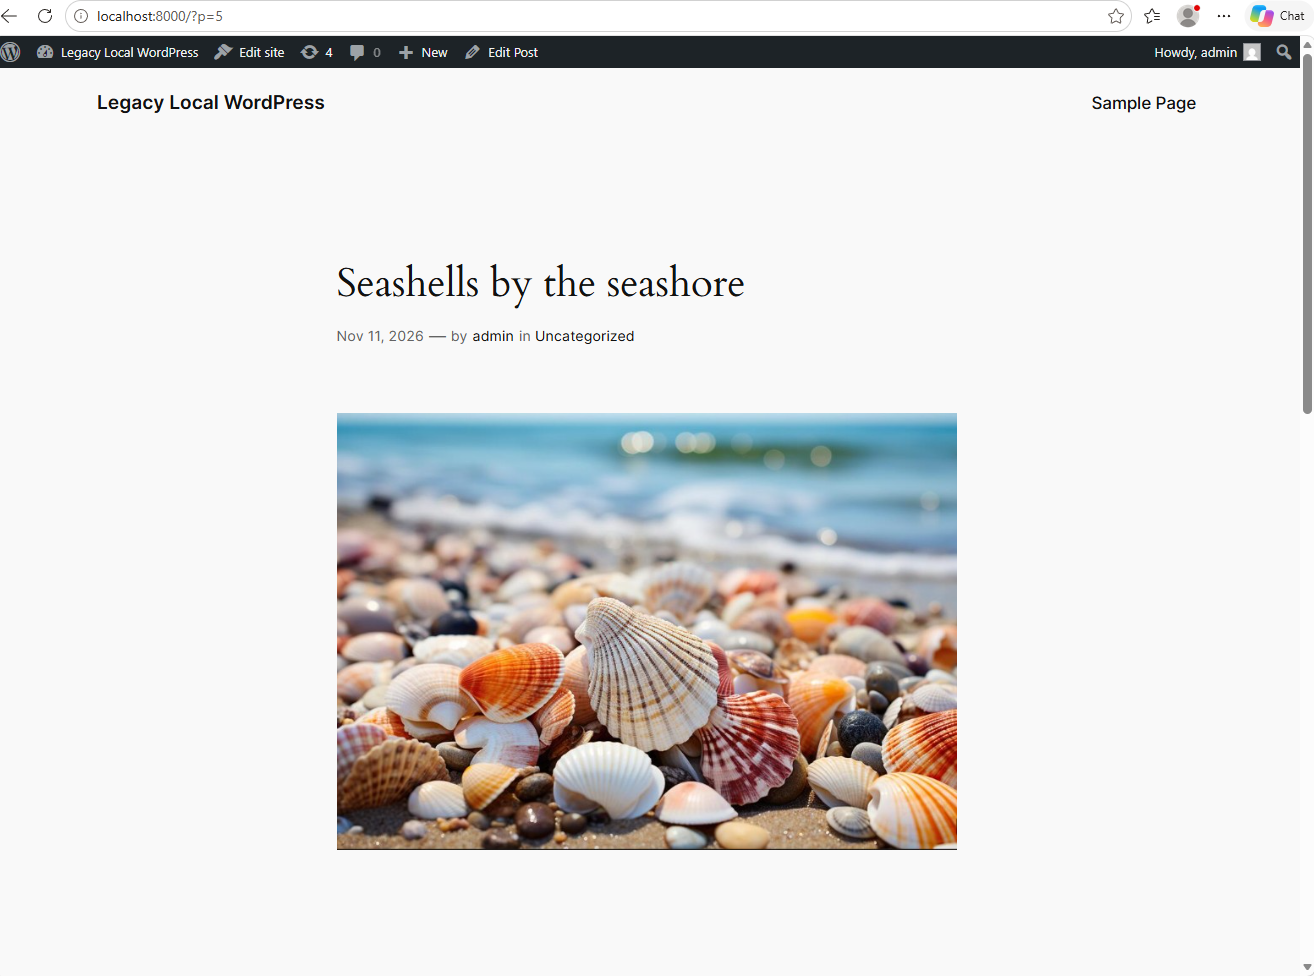 localhost:8000/?p=5
Chat
Legacy Local WordPress Edit site 4 0 New Edit Post Howdy, admin
Legacy Local WordPress Sample Page
Seashells by the seashore
Nov 11, 2026 — by admin in Uncategorized